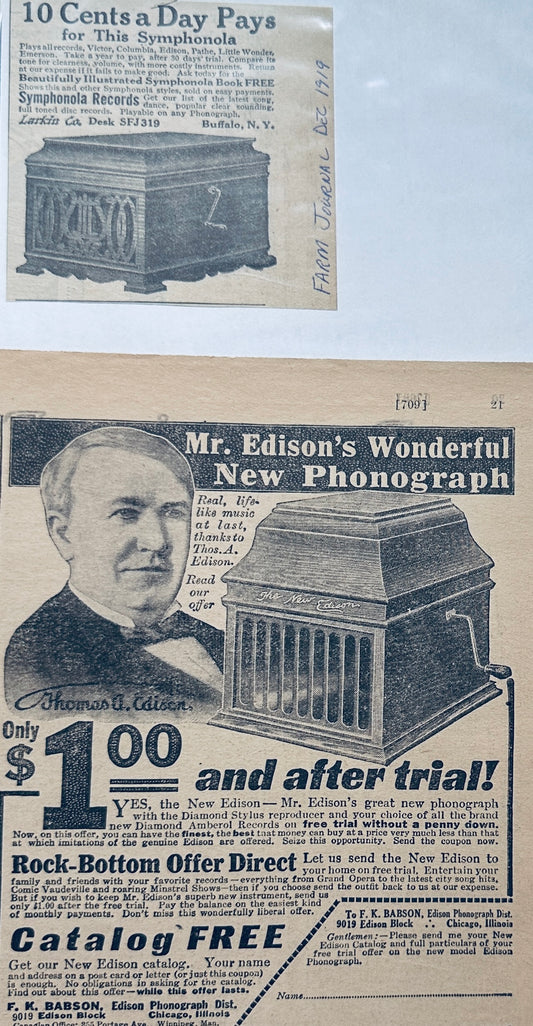 10 Cents a Day Pays
for This Symphonola
Plays all records, Victor, Columbia, Edison, Pathe, Little Wonder,
Emerson. Take a year to pay, after 30 days' trial. Compare its
tone for clearness, volume, with more costly instruments. Return
at our expense if it fails to make good. Ask today for the
Beautifully Illustrated Symphonola Book FREE
Shows this and other Symphonola styles, sold on easy payments.
Symphonola Records Get our list of the latest song,
dance, popular clear sounding,
full toned disc records. Playable on any Phonograph.
Larkin Co. Desk SFJ319 Buffalo, N. Y.
FARM JOURNAL DEC 1919
[709] 21
Mr. Edison's Wonderful
New Phonograph
Real, life-
like music
at last,
thanks to
Thos. A.
Edison.
Read
our
offer
The New Edison
Thomas A. Edison.
Only
$1.00
and after trial!
YES, the New Edison—Mr. Edison's great new phonograph
with the Diamond Stylus reproducer and your choice of all the brand
new Diamond Amberol Records on free trial without a penny down.
Now, on this offer, you can have the finest, the best that money can buy at a price very much less than that
at which imitations of the genuine Edison are offered. Seize this opportunity. Send the coupon now.
Rock-Bottom Offer Direct Let us send the New Edison to
your home on free trial. Entertain your
family and friends with your favorite records—everything from Grand Opera to the latest city song hits,
Comic Vaudeville and roaring Minstrel Shows—then if you choose send the outfit back to us at our expense.
But if you wish to keep Mr. Edison's superb new instrument, send us
only $1.00 after the free trial. Pay the balance on the easiest kind
of monthly payments. Don't miss this wonderfully liberal offer.
Catalog FREE
Get our New Edison catalog. Your name
and address on a post card or letter (or just this coupon)
is enough. No obligations in asking for the catalog.
Find out about this offer—while this offer lasts.
F. K. BABSON, Edison Phonograph Dist.
9019 Edison Block Chicago, Illinois
Canadian Office: 355 Portage Ave. Winnipeg, Man.
To F. K. BABSON, Edison Phonograph Dist.
9019 Edison Block ∴ Chicago, Illinois
Gentlemen:—Please send me your New
Edison Catalog and full particulars of your
free trial offer on the new model Edison
Phonograph.
Name